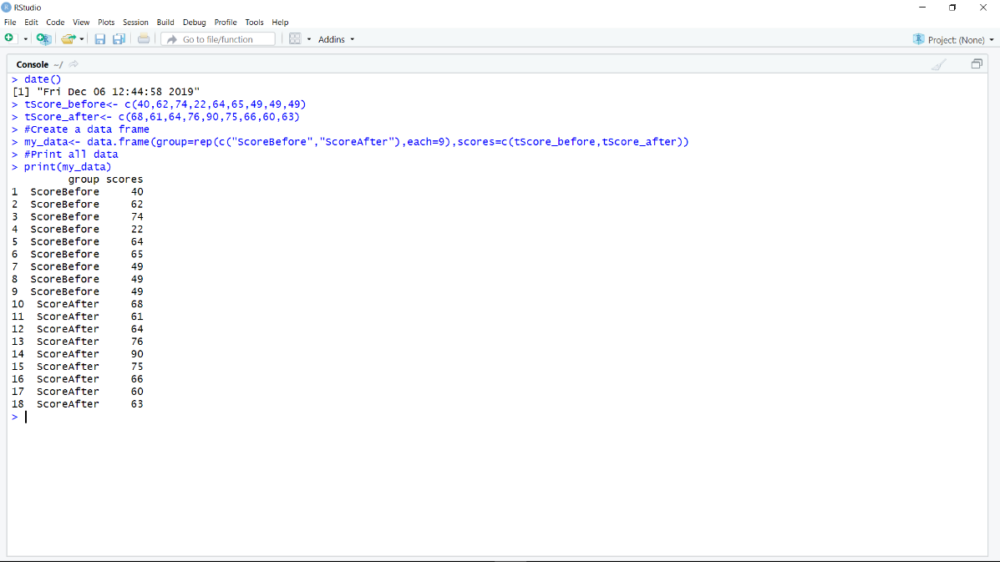 RStudio
File Edit Code View Plots Session Build Debug Profile Tools Help
Go to file/function Addins Project: (None)
Console ~/
> date()
[1] "Fri Dec 06 12:44:58 2019"
> tScore_before<- c(40,62,74,22,64,65,49,49,49)
> tScore_after<- c(68,61,64,76,90,75,66,60,63)
> #Create a data frame
> my_data<- data.frame(group=rep(c("ScoreBefore","ScoreAfter"),each=9),scores=c(tScore_before,tScore_after))
> #Print all data
> print(my_data)
         group scores
1  ScoreBefore     40
2  ScoreBefore     62
3  ScoreBefore     74
4  ScoreBefore     22
5  ScoreBefore     64
6  ScoreBefore     65
7  ScoreBefore     49
8  ScoreBefore     49
9  ScoreBefore     49
10  ScoreAfter     68
11  ScoreAfter     61
12  ScoreAfter     64
13  ScoreAfter     76
14  ScoreAfter     90
15  ScoreAfter     75
16  ScoreAfter     66
17  ScoreAfter     60
18  ScoreAfter     63
>